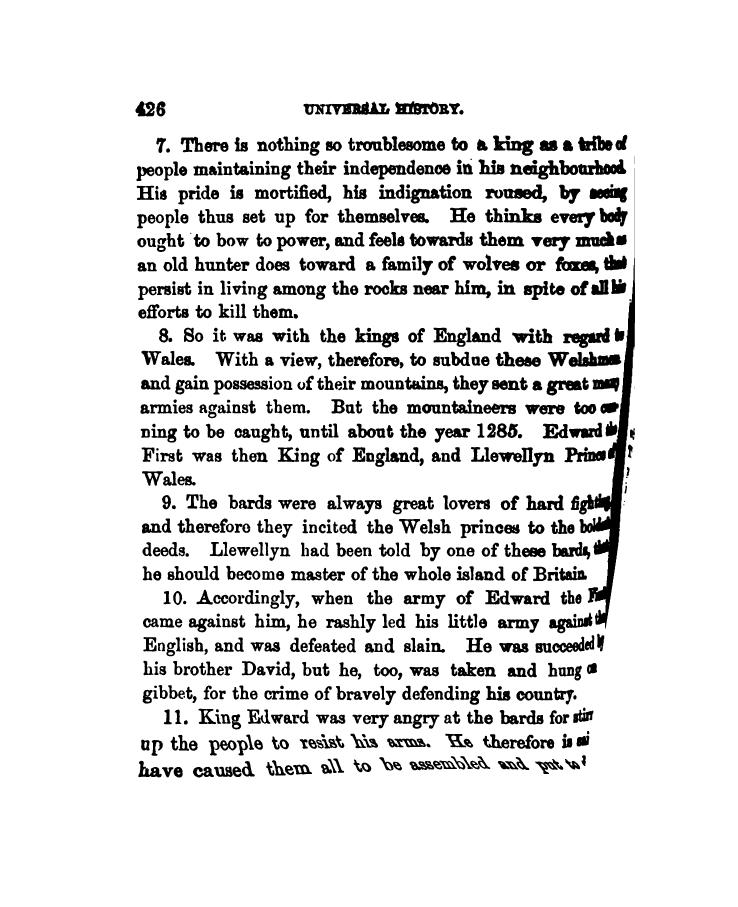 426 UNIVERSAL HISTORY.
7. There is nothing so troublesome to a king as a tribe of
people maintaining their independence in his neighbourhood.
His pride is mortified, his indignation roused, by seeing
people thus set up for themselves. He thinks every body
ought to bow to power, and feels towards them very much as
an old hunter does toward a family of wolves or foxes, that
persist in living among the rocks near him, in spite of all his
efforts to kill them.
8. So it was with the kings of England with regard to
Wales. With a view, therefore, to subdue these Welshmen
and gain possession of their mountains, they sent a great many
armies against them. But the mountaineers were too
ning to be caught, until about the year 1285. Edward the
First was then King of England, and Llewellyn Prince of
Wales.
9. The bards were always great lovers of hard fighting,
and therefore they incited the Welsh princes to the
deeds. Llewellyn had been told by one of these bards, that
he should become master of the whole island of Britain.
10. Accordingly, when the army of Edward the
came against him, he rashly led his little army against the
English, and was defeated and slain. He was succeeded by
his brother David, but he, too, was taken and hung on
gibbet, for the crime of bravely defending his country.
11. King Edward was very angry at the bards for stirr
up the people to resist his arms. He therefore is
have caused them all to be assembled and put to